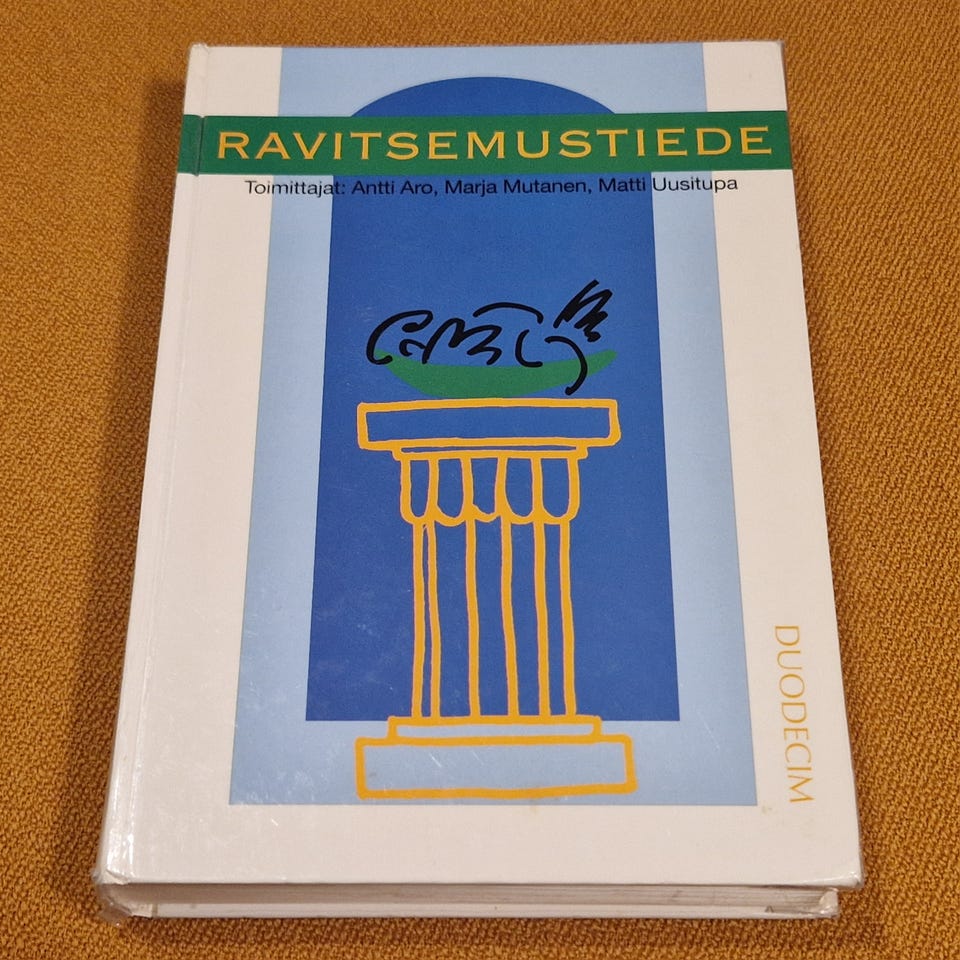 RAVITSEMUSTIEDE
Toimittajat: Antti Aro, Marja Mutanen, Matti Uusitupa
DUODECIM